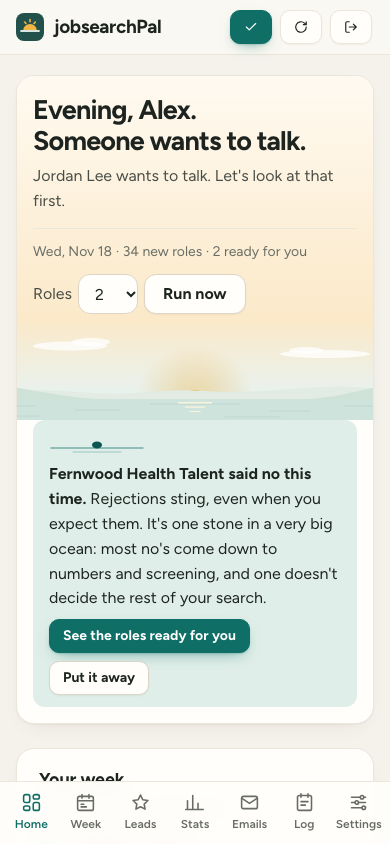 jobsearchPal
Evening, Alex.
Someone wants to talk.
Jordan Lee wants to talk. Let's look at that
first.
Wed, Nov 18 · 34 new roles · 2 ready for you
Roles 2 Run now
Fernwood Health Talent said no this
time. Rejections sting, even when you
expect them. It's one stone in a very big
ocean: most no's come down to
numbers and screening, and one doesn't
decide the rest of your search.
See the roles ready for you
Put it away
Your week
Home Week Leads Stats Emails Log Settings